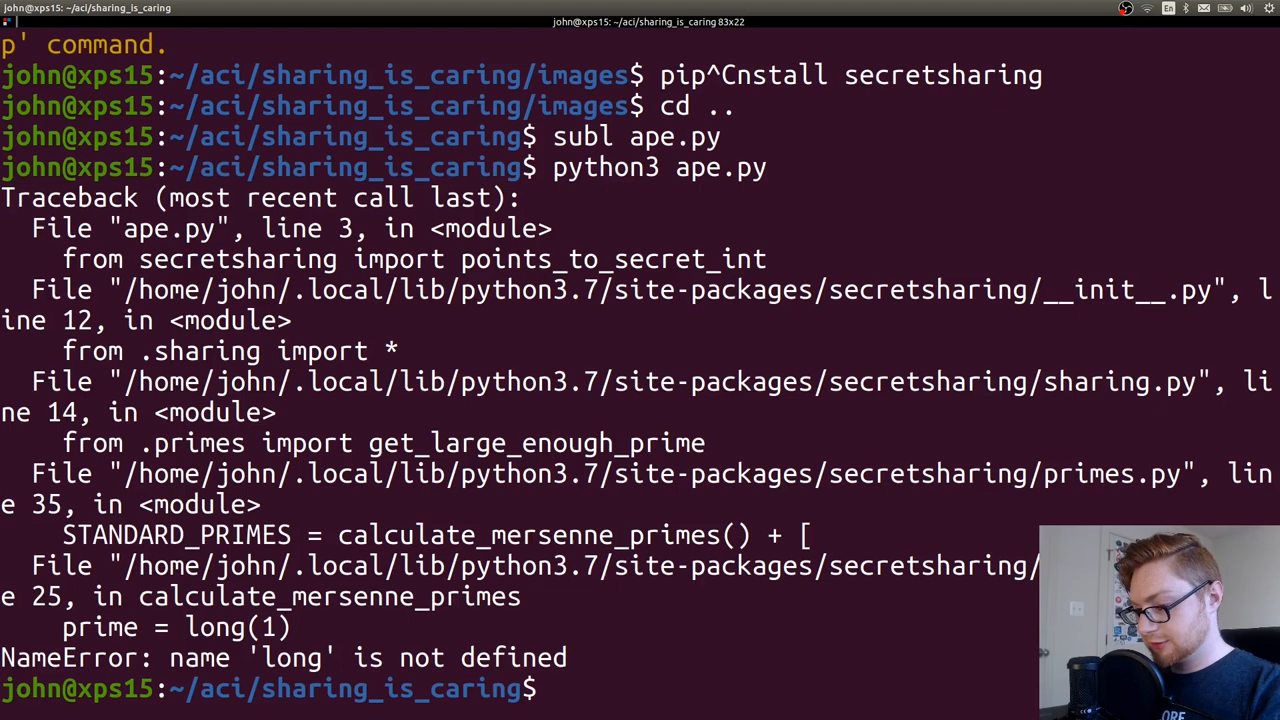 john@xps15: ~/aci/sharing_is_caring
En
john@xps15: ~/aci/sharing_is_caring 83x22
p' command.
john@xps15:~/aci/sharing_is_caring/images$ pip^Cnstall secretsharing
john@xps15:~/aci/sharing_is_caring/images$ cd ..
john@xps15:~/aci/sharing_is_caring$ subl ape.py
john@xps15:~/aci/sharing_is_caring$ python3 ape.py
Traceback (most recent call last):
  File "ape.py", line 3, in <module>
    from secretsharing import points_to_secret_int
  File "/home/john/.local/lib/python3.7/site-packages/secretsharing/__init__.py", l
ine 12, in <module>
    from .sharing import *
  File "/home/john/.local/lib/python3.7/site-packages/secretsharing/sharing.py", li
ne 14, in <module>
    from .primes import get_large_enough_prime
  File "/home/john/.local/lib/python3.7/site-packages/secretsharing/primes.py", lin
e 35, in <module>
    STANDARD_PRIMES = calculate_mersenne_primes() + [
  File "/home/john/.local/lib/python3.7/site-packages/secretsharing/
e 25, in calculate_mersenne_primes
    prime = long(1)
NameError: name 'long' is not defined
john@xps15:~/aci/sharing_is_caring$